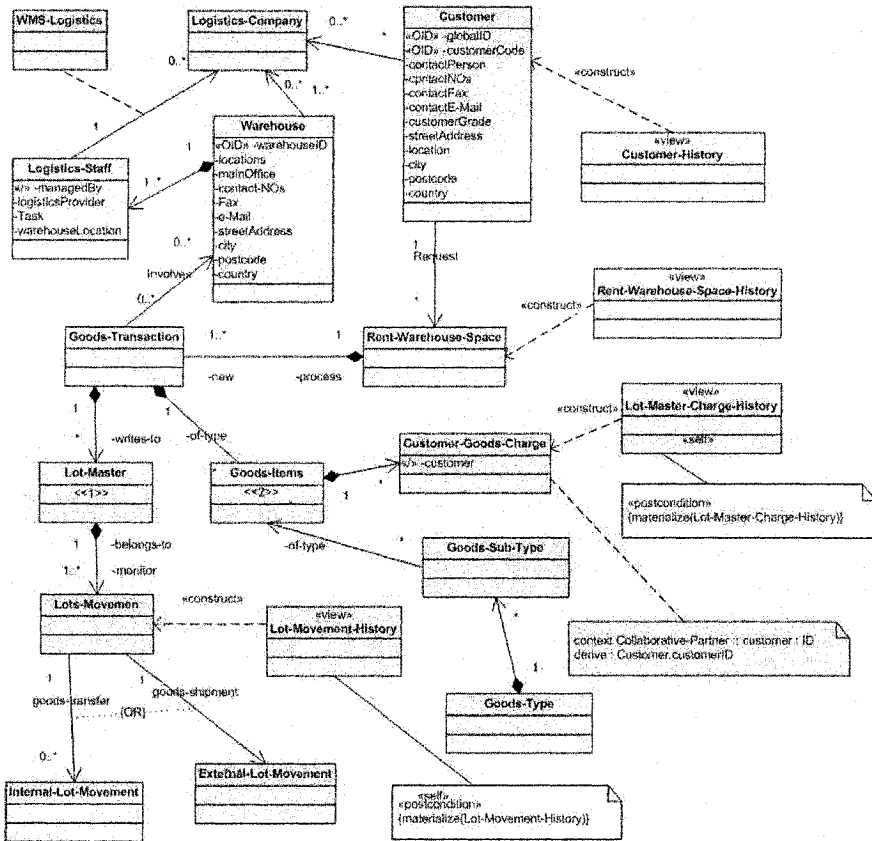 WMS-Logistics
Logistics-Company
Customer
«OID» -globalID
«OID» -customerCode
-contactPerson
-contactNOs
-contactFax
-contactE-Mail
-customerGrade
-streetAddress
-location
-city
-postcode
-country
0..*
*
«construct»
«view»
Customer-History
0..*
0..*
1..*
1
Warehouse
«OID» -warehouseID
-locations
-mainOffice
-contact-NOs
-Fax
-e-Mail
-streetAddress
-city
-postcode
-country
1
1..*
Logistics-Staff
«/» -managedBy
-logisticsProvider
-Task
-warehouseLocation
0..*
Involves
0..*
1
Request
*
«view»
Rent-Warehouse-Space-History
«construct»
Goods-Transaction
1..*
1
Rent-Warehouse-Space
-new
-process
«view»
Lot-Master-Charge-History
«self»
«construct»
1
1
*
-writes-to
-of-type
*
Customer-Goods-Charge
«/» -customer
Lot-Master
<<1>>
Goods-Items
<<2>>
1
*
«postcondition»
{materialize(Lot-Master-Charge-History)}
1
-belongs-to
1..*
-monitor
-of-type
*
Goods-Sub-Type
Lots-Movemen
«construct»
«view»
Lot-Movement-History
*
1
context Collaborative-Partner :: customer : ID
derive : Customer.customerID
1
1
goods-transfer
goods-shipment
{OR}
Goods-Type
0..*
Internal-Lot-Movement
External-Lot-Movement
«self»
«postcondition»
{materialize(Lot-Movement-History)}